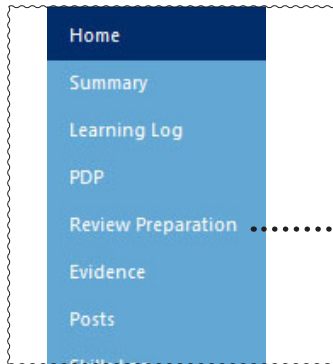 Home
Summary
Learning Log
PDP
Review Preparation
Evidence
Posts